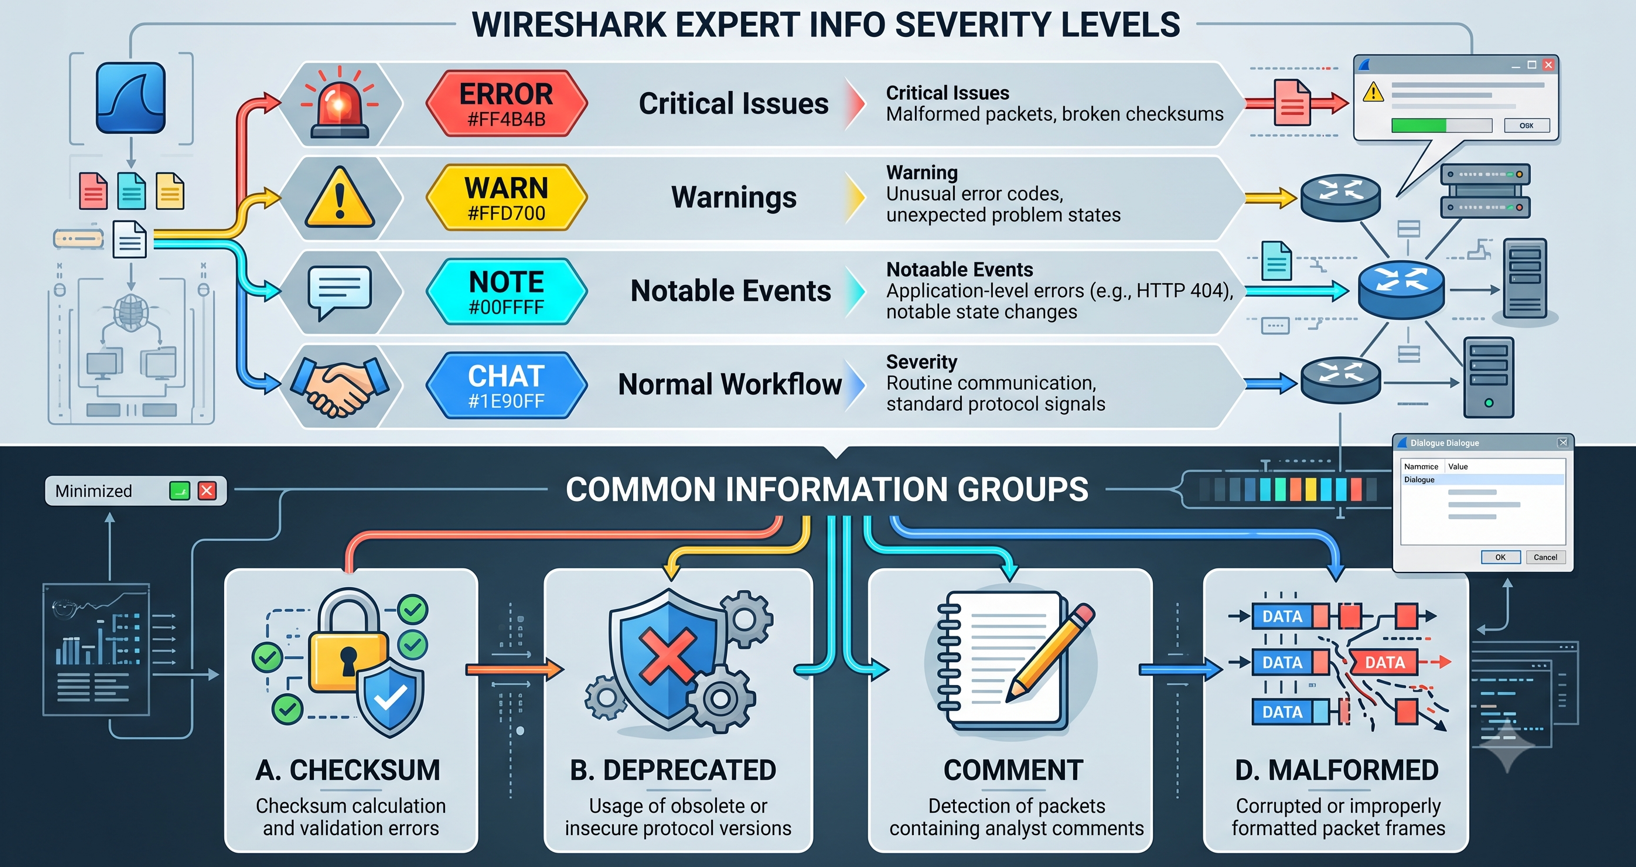 WIRESHARK EXPERT INFO SEVERITY LEVELS
ERROR
#FF4B4B
Critical Issues
Critical Issues
Malformed packets, broken checksums
OSK
WARN
#FFD700
Warnings
Warning
Unusual error codes,
unexpected problem states
NOTE
#00FFFF
Notable Events
Notaable Events
Application-level errors (e.g., HTTP 404),
notable state changes
CHAT
#1E90FF
Normal Workflow
Severity
Routine communication,
standard protocol signals
Minimized
COMMON INFORMATION GROUPS
Dialogue Dialogue
Value
Dialogue
OK
Cancel
A. CHECKSUM
Checksum calculation
and validation errors
B. DEPRECATED
Usage of obsolete or
insecure protocol versions
COMMENT
Detection of packets
containing analyst comments
DATA
DATA
DATA
DATA
D. MALFORMED
Corrupted or improperly
formatted packet frames